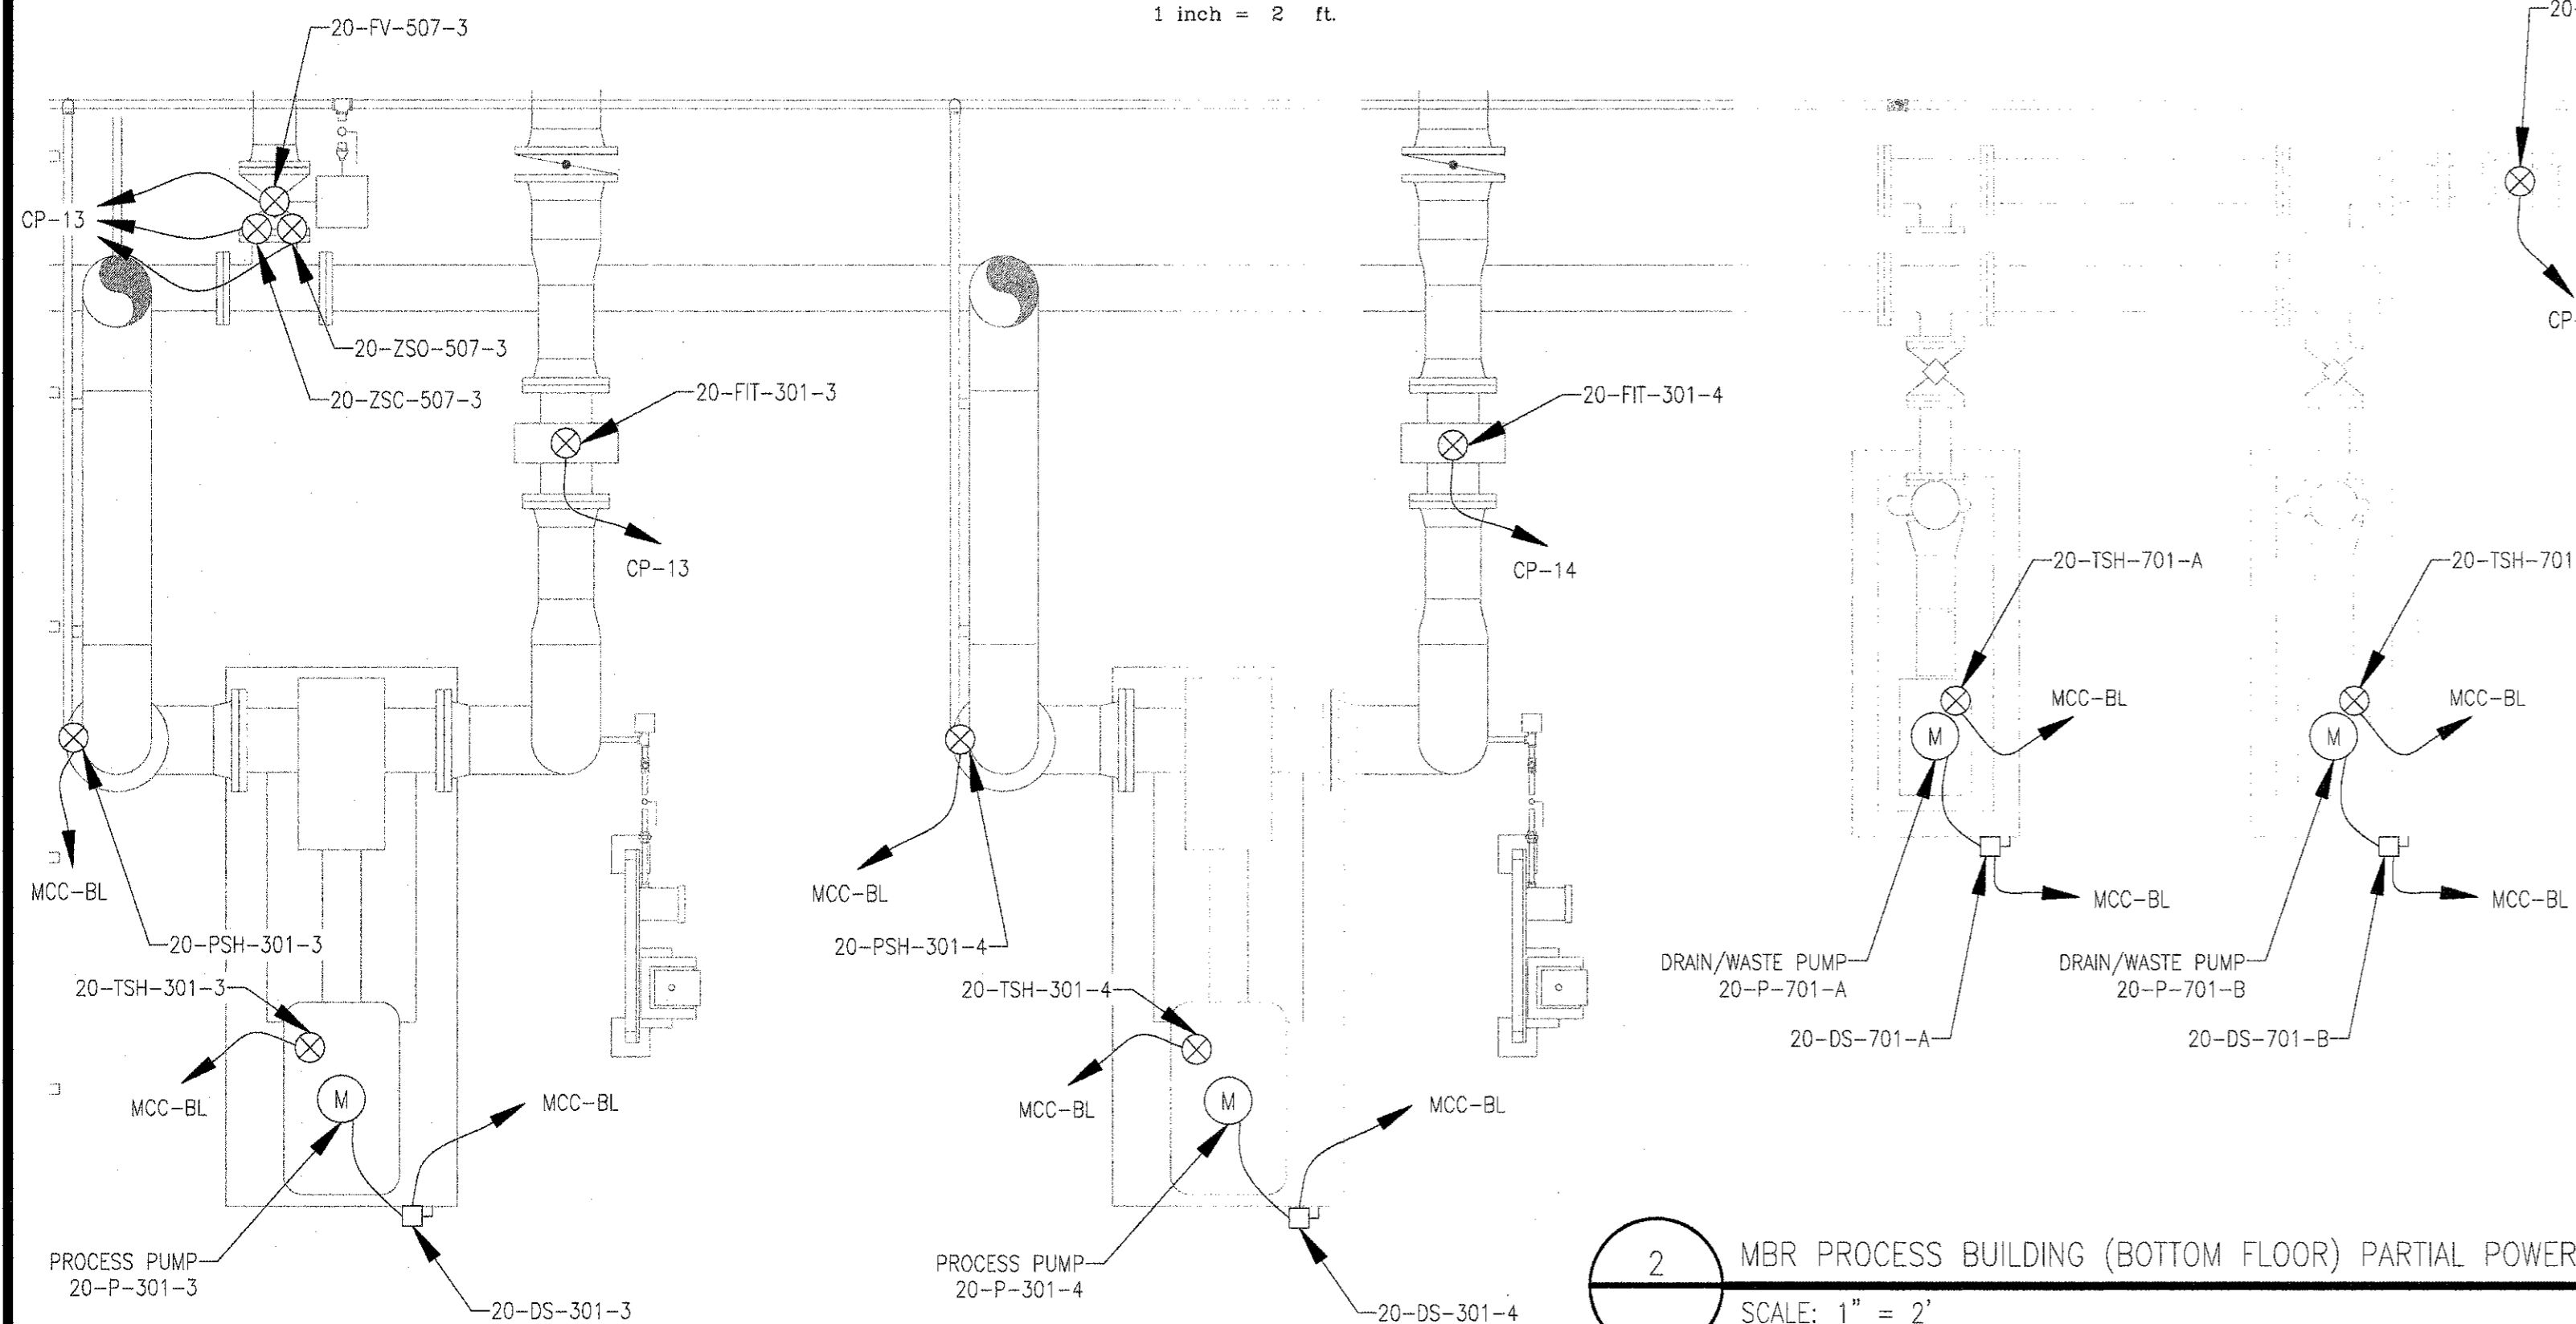 1 inch = 2 ft.
20-FV-507-3
CP-13
20-ZSO-507-3
20-ZSC-507-3
20-FIT-301-3
20-FIT-301-4
CP-13
CP-14
20-TSH-701-A
20-TSH-701
MCC-BL
MCC-BL
M
M
MCC-BL
MCC-BL
MCC-BL
MCC-BL
20-PSH-301-3
20-PSH-301-4
DRAIN/WASTE PUMP
20-P-701-A
DRAIN/WASTE PUMP
20-P-701-B
20-TSH-301-3
20-TSH-301-4
20-DS-701-A
20-DS-701-B
MCC-BL
M
MCC-BL
MCC-BL
M
MCC-BL
PROCESS PUMP
20-P-301-3
20-DS-301-3
PROCESS PUMP
20-P-301-4
20-DS-301-4
2
MBR PROCESS BUILDING (BOTTOM FLOOR) PARTIAL POWER
SCALE: 1" = 2'
20-
CP-